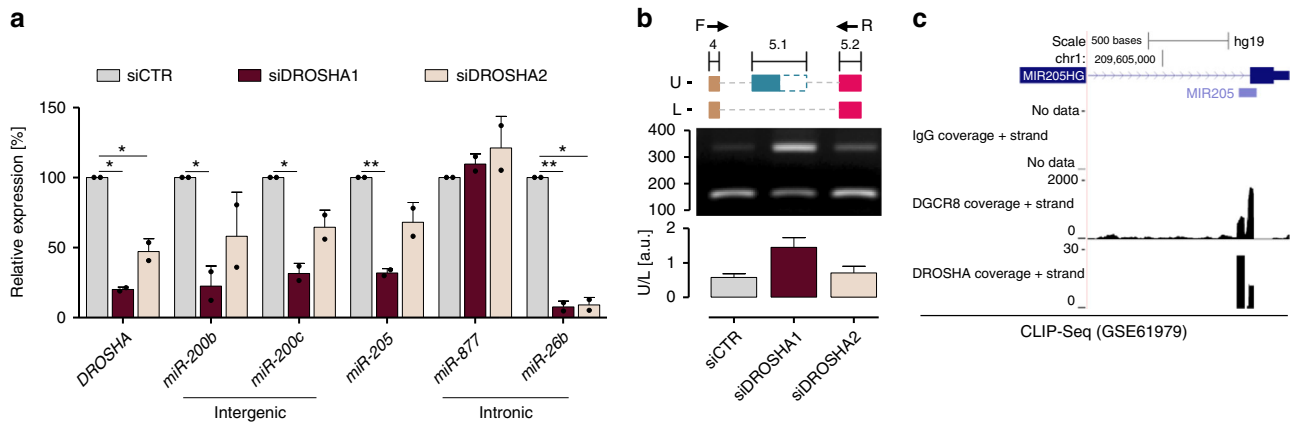 a
siCTR
siDROSHA1
siDROSHA2
Relative expression [%]
150
100
50
0
* * * * ** ** *
DROSHA
miR-200b
miR-200c
miR-205
miR-877
miR-26b
Intergenic
Intronic
b
F
R
4
5.1
5.2
U
L
400
300
200
100
U/L [a.u.]
2
1
0
siCTR
siDROSHA1
siDROSHA2
c
Scale
500 bases
hg19
chr1:
209,605,000
MIR205HG
MIR205
No data
IgG coverage + strand
No data
2000
DGCR8 coverage + strand
0
30
DROSHA coverage + strand
0
CLIP-Seq (GSE61979)